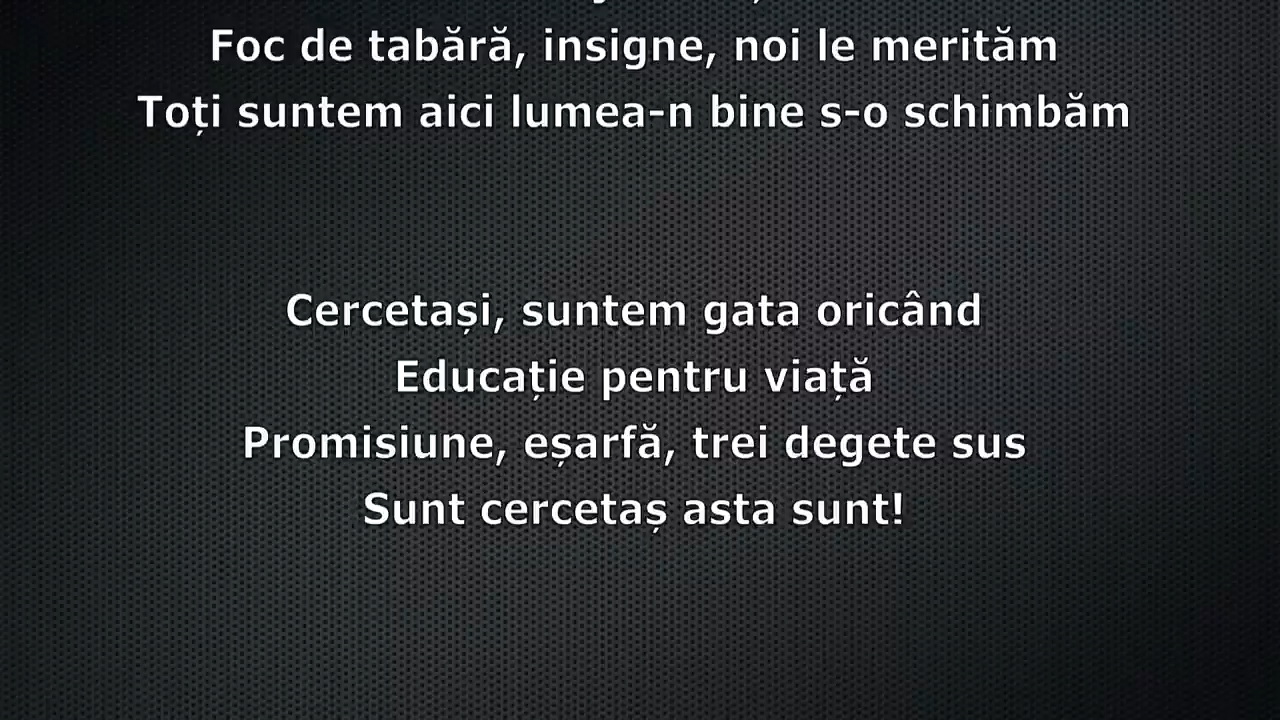 Foc de tabără, insigne, noi le merităm
Toți suntem aici lumea-n bine s-o schimbăm
Cercetași, suntem gata oricând
Educație pentru viață
Promisiune, eșarfă, trei degete sus
Sunt cercetaș asta sunt!